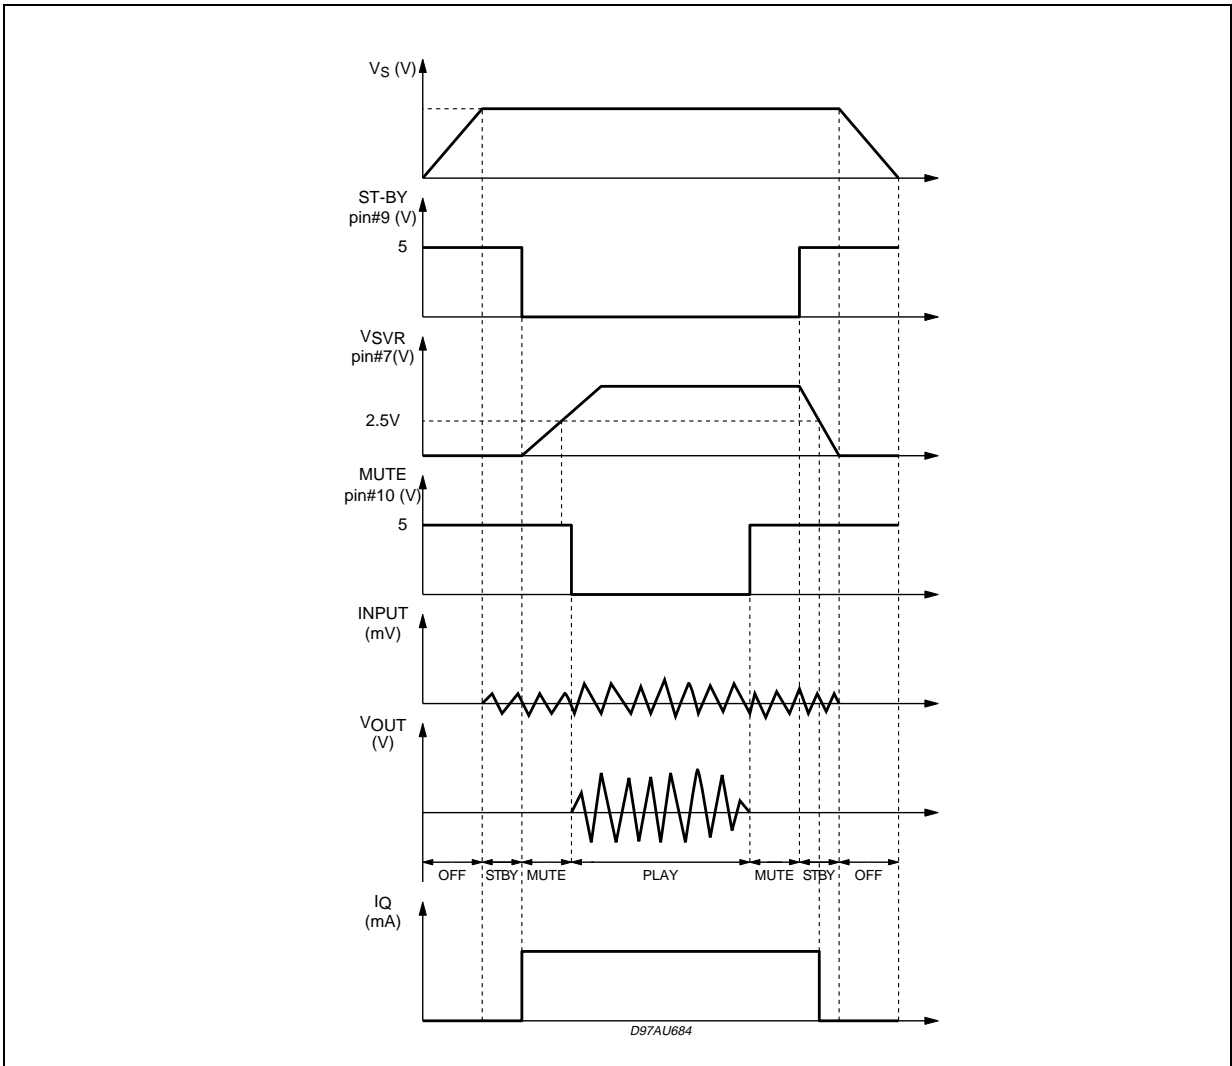 VS (V)
ST-BY
pin#9 (V)
5
VSVR
pin#7(V)
2.5V
MUTE
pin#10 (V)
5
INPUT
(mV)
VOUT
(V)
OFF STBY MUTE PLAY MUTE STBY OFF
IQ
(mA)
D97AU684